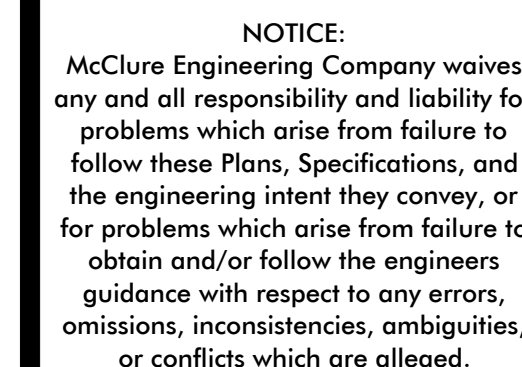 NOTICE:
McClure Engineering Company waives
any and all responsibility and liability fo
problems which arise from failure to
follow these Plans, Specifications, and
the engineering intent they convey, or
for problems which arise from failure to
obtain and/or follow the engineers
guidance with respect to any errors,
omissions, inconsistencies, ambiguities,
or conflicts which are alleged.